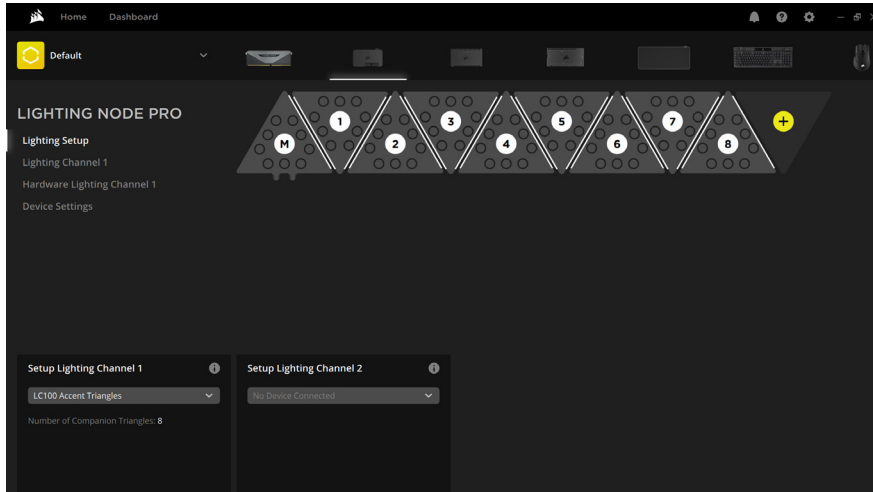 Home Dashboard
Default
LIGHTING NODE PRO
Lighting Setup
Lighting Channel 1
Hardware Lighting Channel 1
Device Settings
M 1 2 3 4 5 6 7 8 +
Setup Lighting Channel 1
LC100 Accent Triangles
Number of Companion Triangles: 8
Setup Lighting Channel 2
No Device Connected